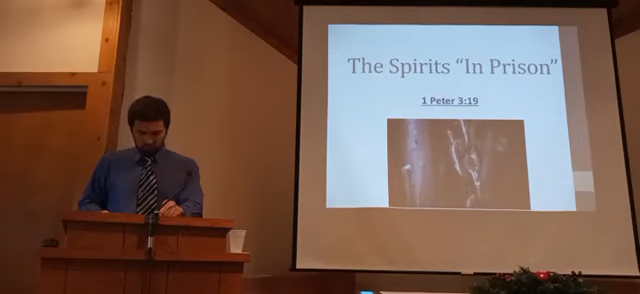 The Spirits “In Prison”
1 Peter 3:19